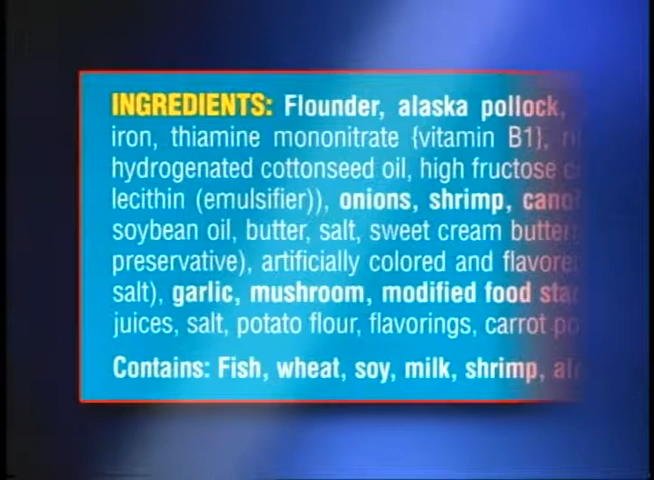 INGREDIENTS: Flounder, alaska pollock,
iron, thiamine mononitrate {vitamin B1},
hydrogenated cottonseed oil, high fructose
lecithin (emulsifier)), onions, shrimp,
soybean oil, butter, salt, sweet cream
preservative), artificially colored and
salt), garlic, mushroom, modified food
juices, salt, potato flour, flavorings, carrot
Contains: Fish, wheat, soy, milk, shrimp,